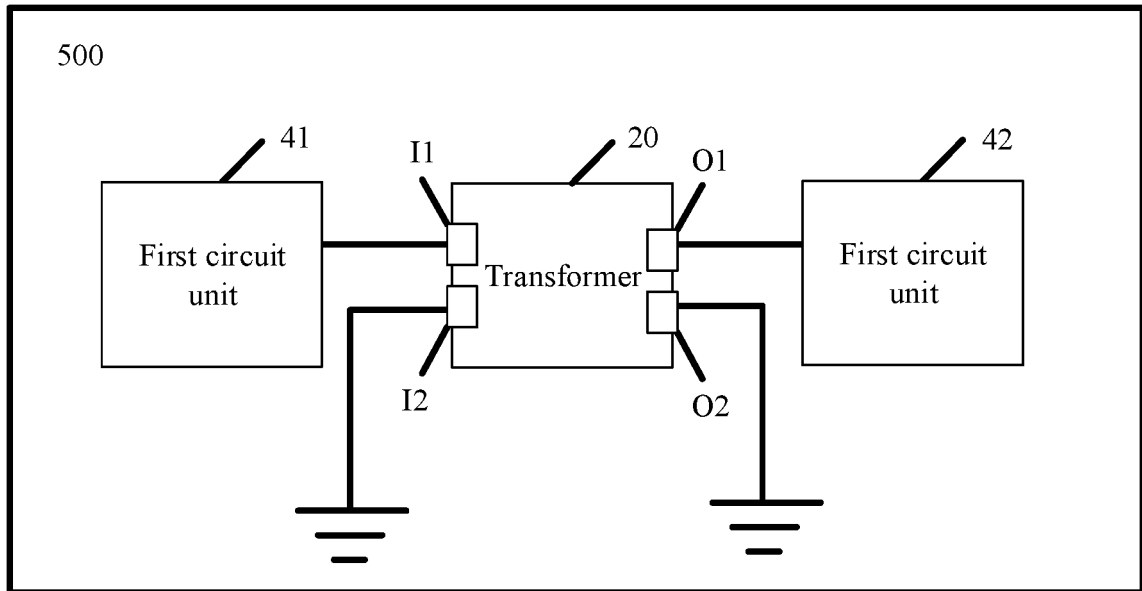 500
41
I1
20
O1
42
First circuit
unit
Transformer
First circuit
unit
I2
O2